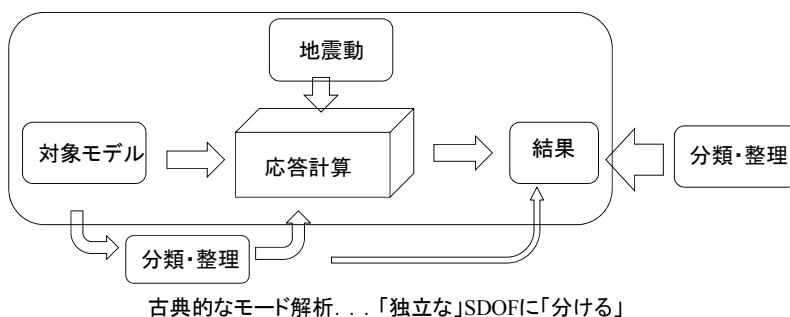 地震動
対象モデル
応答計算
結果
分類・整理
分類・整理
古典的なモード解析. . . 「独立な」SDOFに「分ける」